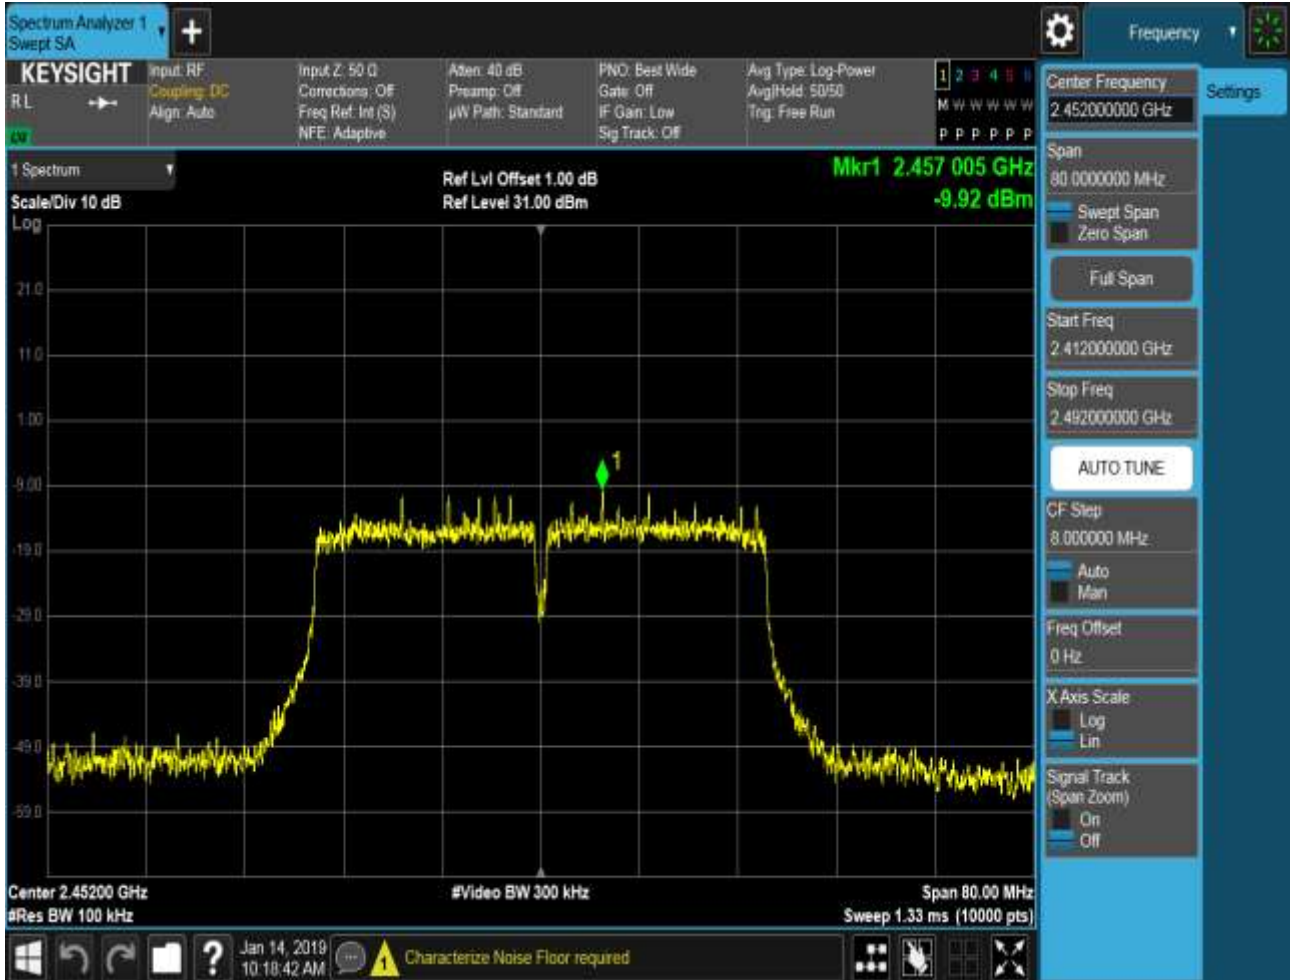 Spectrum Analyzer 1
Swept SA
Frequency
KEYSIGHT
RL
Input: RF
Coupling: DC
Align: Auto
Input Z: 50 Ω
Corrections: Off
Freq Ref: Int (S)
NFE: Adaptive
Atten: 40 dB
Preamp: Off
µW Path: Standard
PNO: Best Wide
Gate: Off
IF Gain: Low
Sig Track: Off
Avg Type: Log-Power
Avg|Hold: 50/50
Trig: Free Run
1 2 3 4 5 6
M W W W W W
P P P P P P
1 Spectrum
Scale/Div 10 dB
Log
Ref Lvl Offset 1.00 dB
Ref Level 31.00 dBm
Mkr1 2.457 005 GHz
-9.92 dBm
21.0
11.0
1.00
-9.00
-19.0
-29.0
-39.0
-49.0
-59.0
1
Center 2.45200 GHz
#Res BW 100 kHz
#Video BW 300 kHz
Span 80.00 MHz
Sweep 1.33 ms (10000 pts)
Center Frequency
2.452000000 GHz
Settings
Span
80.0000000 MHz
Swept Span
Zero Span
Full Span
Start Freq
2.412000000 GHz
Stop Freq
2.492000000 GHz
AUTO TUNE
CF Step
8.000000 MHz
Auto
Man
Freq Offset
0 Hz
X Axis Scale
Log
Lin
Signal Track
(Span Zoom)
On
Off
?
Jan 14, 2019
10:18:42 AM
1
Characterize Noise Floor required